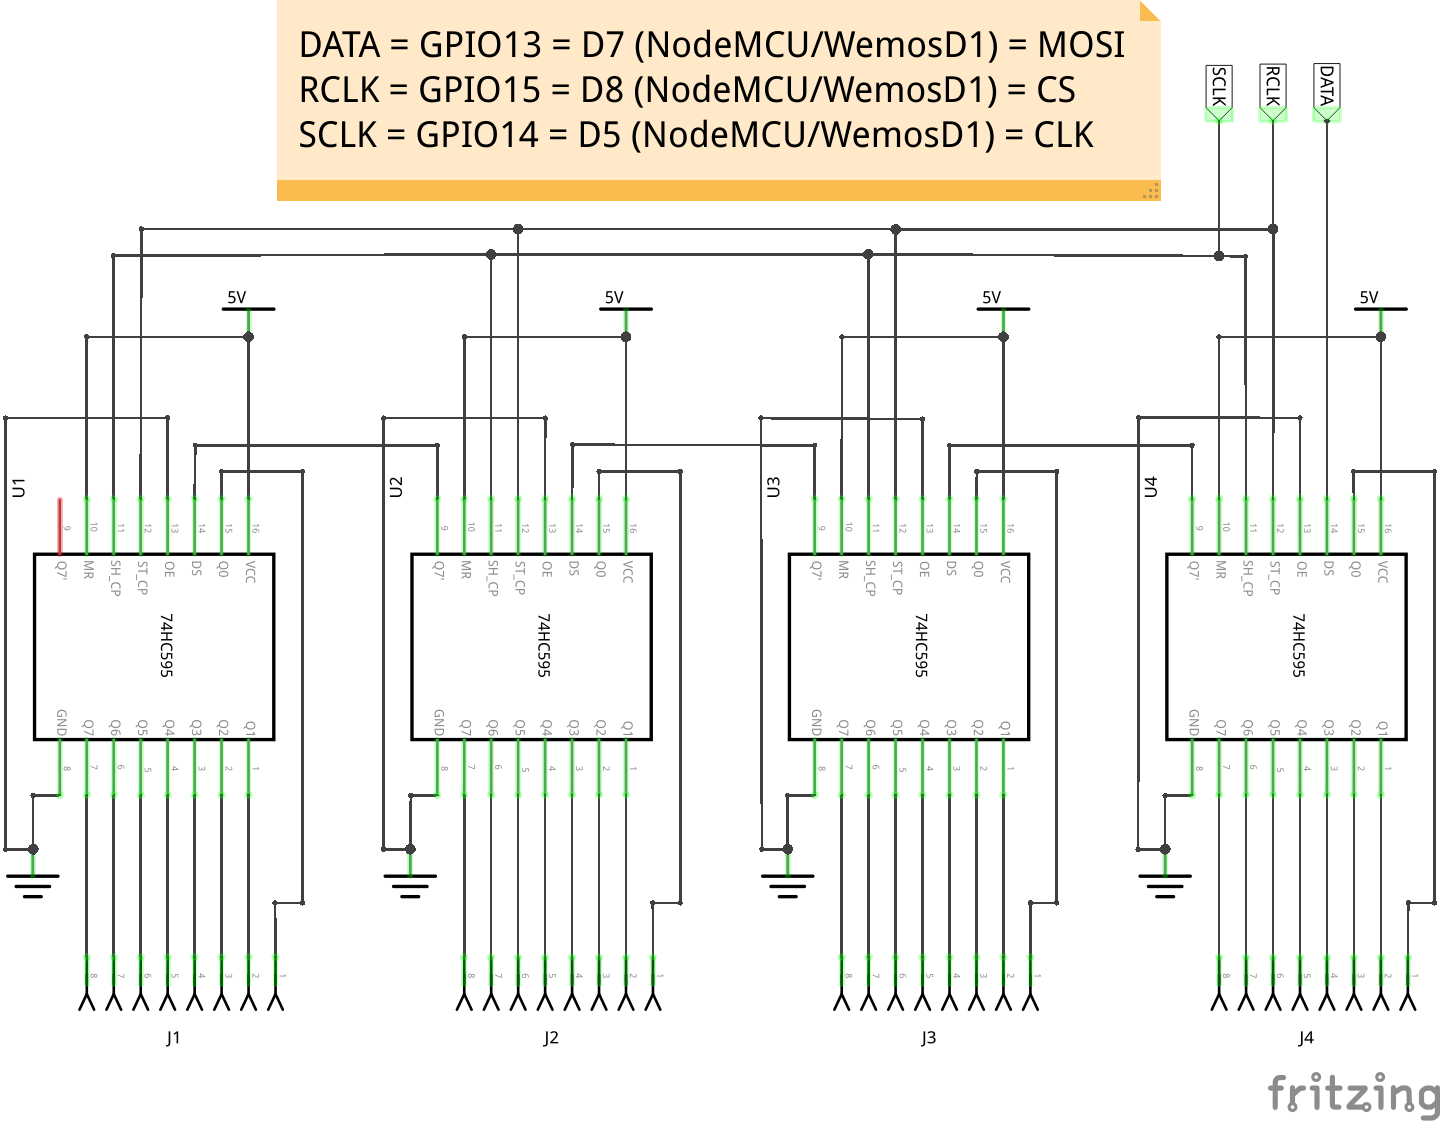 DATA = GPIO13 = D7 (NodeMCU/WemosD1) = MOSI
RCLK = GPIO15 = D8 (NodeMCU/WemosD1) = CS
SCLK = GPIO14 = D5 (NodeMCU/WemosD1) = CLK
SCLK RCLK DATA
5V 5V 5V 5V
U1 U2 U3 U4
9 10 11 12 13 14 15 16 9 10 11 12 13 14 15 16 9 10 11 12 13 14 15 16 9 10 11 12 13 14 15 16
Q7' MR SH_CP ST_CP OE DS Q0 VCC Q7' MR SH_CP ST_CP OE DS Q0 VCC Q7' MR SH_CP ST_CP OE DS Q0 VCC Q7' MR SH_CP ST_CP OE DS Q0 VCC
74HC595 74HC595 74HC595 74HC595
GND Q7 Q6 Q5 Q4 Q3 Q2 Q1 GND Q7 Q6 Q5 Q4 Q3 Q2 Q1 GND Q7 Q6 Q5 Q4 Q3 Q2 Q1 GND Q7 Q6 Q5 Q4 Q3 Q2 Q1
8 7 6 5 4 3 2 1 8 7 6 5 4 3 2 1 8 7 6 5 4 3 2 1 8 7 6 5 4 3 2 1
8 7 6 5 4 3 2 1 8 7 6 5 4 3 2 1 8 7 6 5 4 3 2 1 8 7 6 5 4 3 2 1
J1 J2 J3 J4
fritzing